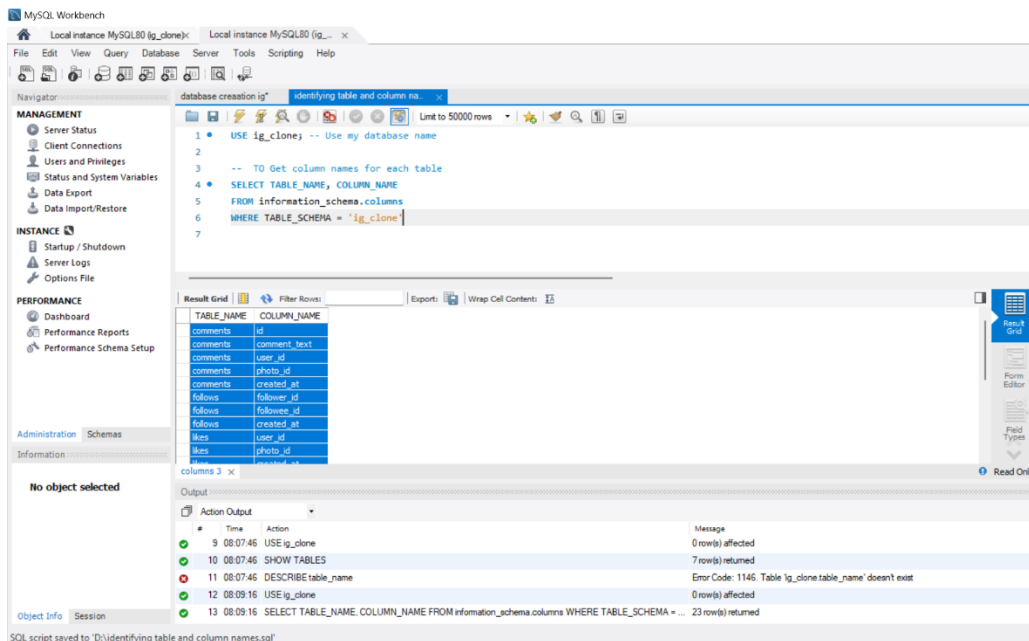 MySQL Workbench
Local instance MySQL80 (ig_clone)× Local instance MySQL80 (ig_... ×
File Edit View Query Database Server Tools Scripting Help
Navigator database creaation ig* identifying table and column na.. ×
MANAGEMENT
Server Status
Client Connections
Users and Privileges
Status and System Variables
Data Export
Data Import/Restore
INSTANCE
Startup / Shutdown
Server Logs
Options File
PERFORMANCE
Dashboard
Performance Reports
Performance Schema Setup
Administration Schemas
Information
No object selected
Object Info Session
Limit to 50000 rows
1 USE ig_clone; -- Use my database name
2
3 -- TO Get column names for each table
4 SELECT TABLE_NAME, COLUMN_NAME
5 FROM information_schema.columns
6 WHERE TABLE_SCHEMA = 'ig_clone'
7
Result Grid Filter Rows: Export: Wrap Cell Content:
TABLE_NAME COLUMN_NAME
comments id
comments comment_text
comments user_id
comments photo_id
comments created_at
follows follower_id
follows followee_id
follows created_at
likes user_id
likes photo_id
likes created_at
Result Grid
Form Editor
Field Types
columns 3 × Read Onl
Output
Action Output
# Time Action Message
9 08:07:46 USE ig_clone 0 row(s) affected
10 08:07:46 SHOW TABLES 7 row(s) returned
11 08:07:46 DESCRIBE table_name Error Code: 1146. Table 'ig_clone.table_name' doesn't exist
12 08:09:16 USE ig_clone 0 row(s) affected
13 08:09:16 SELECT TABLE_NAME, COLUMN_NAME FROM information_schema.columns WHERE TABLE_SCHEMA = ... 23 row(s) returned
SQL script saved to 'D:\identifying table and column names.sql'